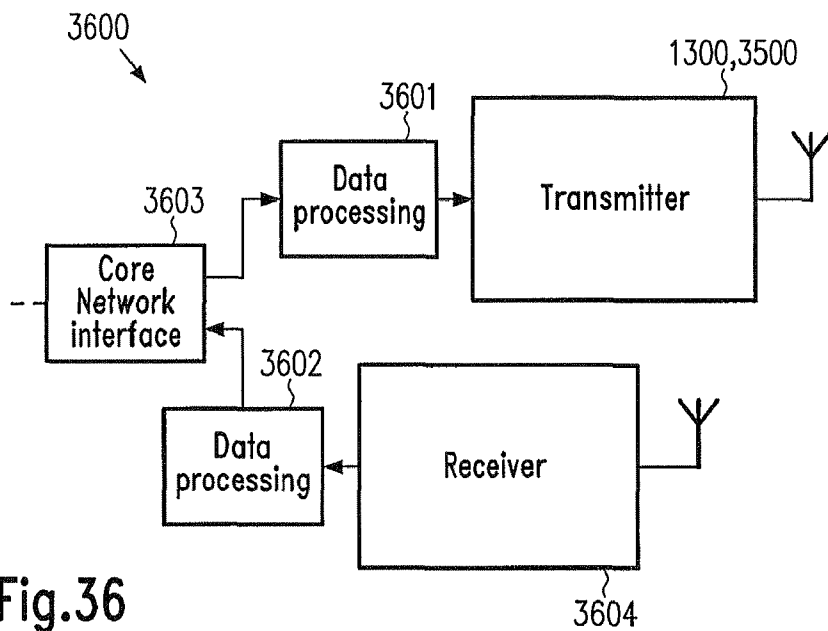 3600
1300,3500
3601
Data
processing
Transmitter
3603
Core
Network
interface
3602
Data
processing
Receiver
3604
Fig.36